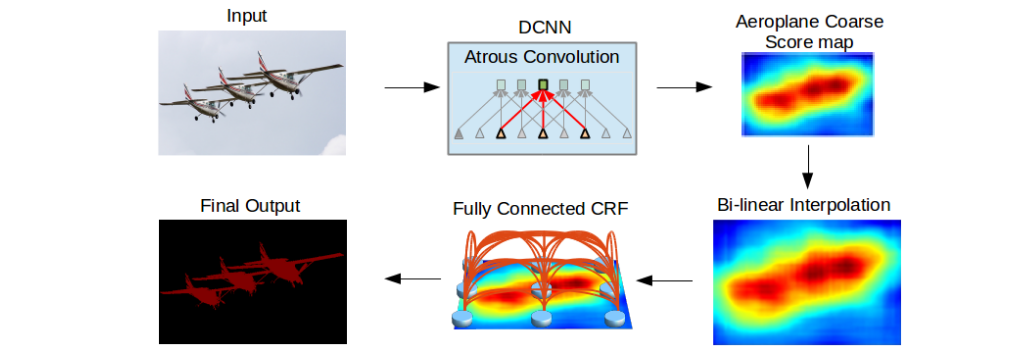 Input
DCNN
Atrous Convolution
Aeroplane Coarse
Score map
Final Output
Fully Connected CRF
Bi-linear Interpolation